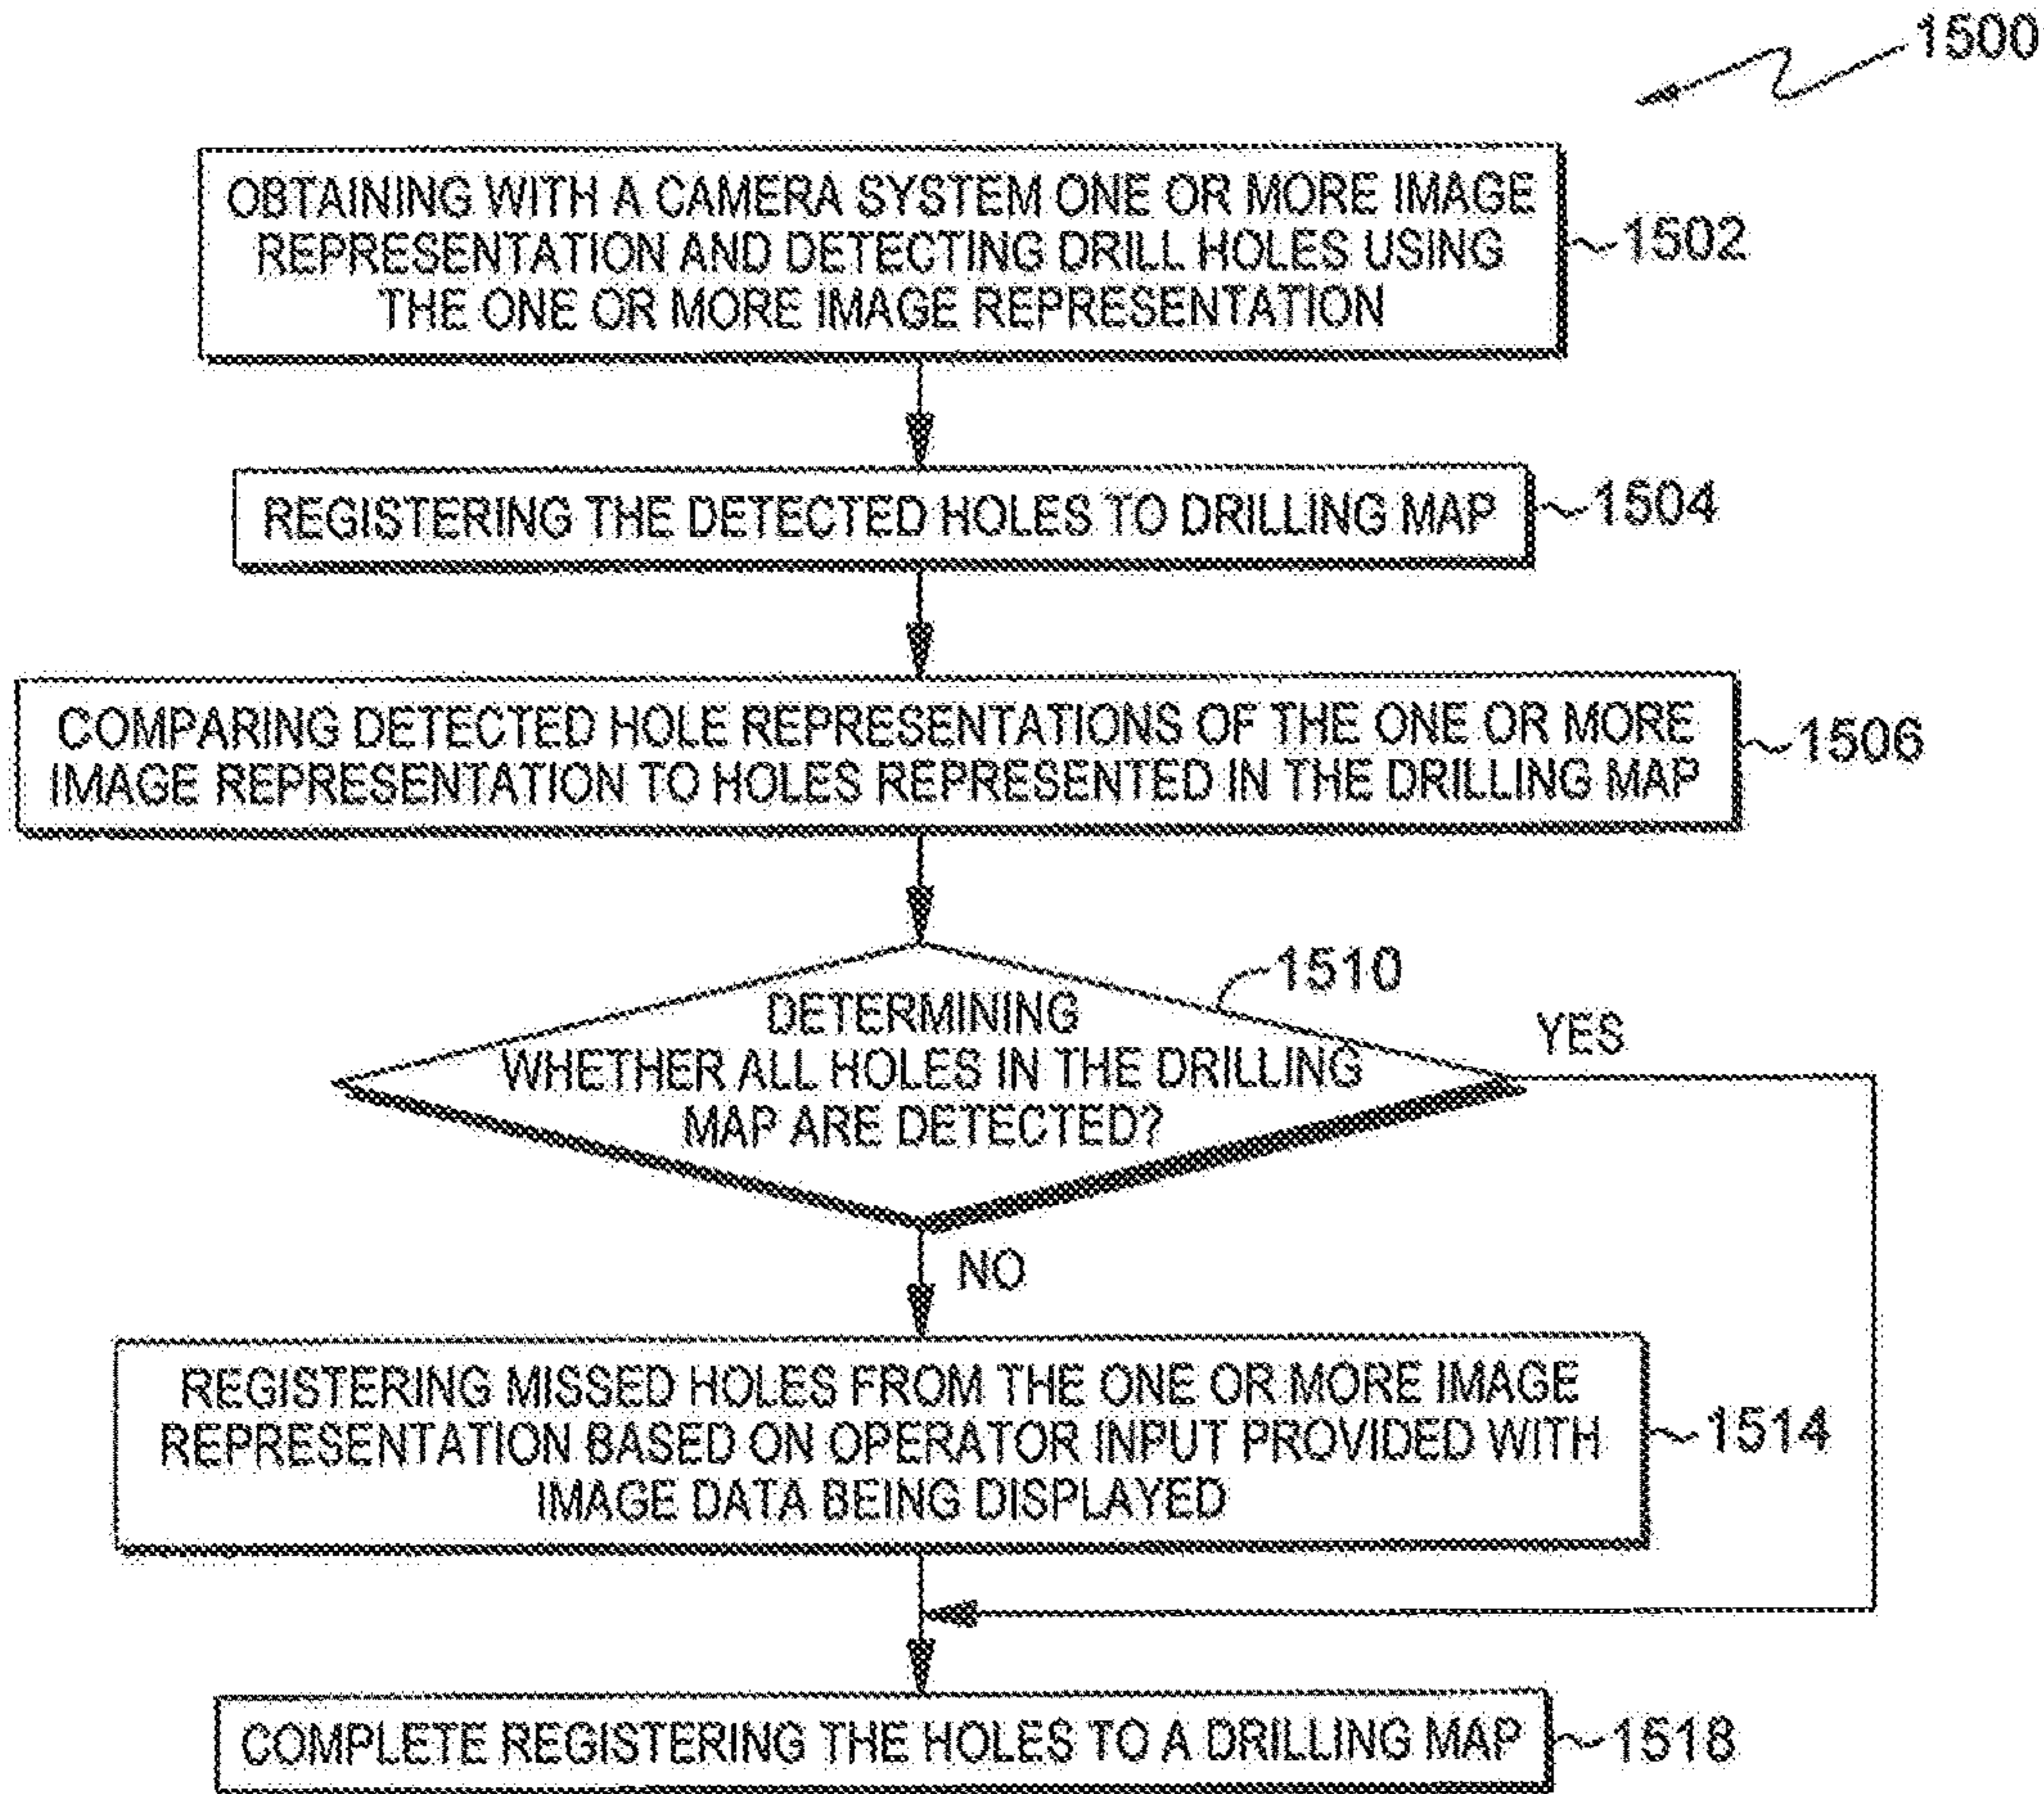 1500
OBTAINING WITH A CAMERA SYSTEM ONE OR MORE IMAGE
REPRESENTATION AND DETECTING DRILL HOLES USING
THE ONE OR MORE IMAGE REPRESENTATION
1502
REGISTERING THE DETECTED HOLES TO DRILLING MAP
1504
COMPARING DETECTED HOLE REPRESENTATIONS OF THE ONE OR MORE
IMAGE REPRESENTATION TO HOLES REPRESENTED IN THE DRILLING MAP
1506
1510
DETERMINING
WHETHER ALL HOLES IN THE DRILLING
MAP ARE DETECTED?
YES
NO
REGISTERING MISSED HOLES FROM THE ONE OR MORE IMAGE
REPRESENTATION BASED ON OPERATOR INPUT PROVIDED WITH
IMAGE DATA BEING DISPLAYED
1514
COMPLETE REGISTERING THE HOLES TO A DRILLING MAP
1518